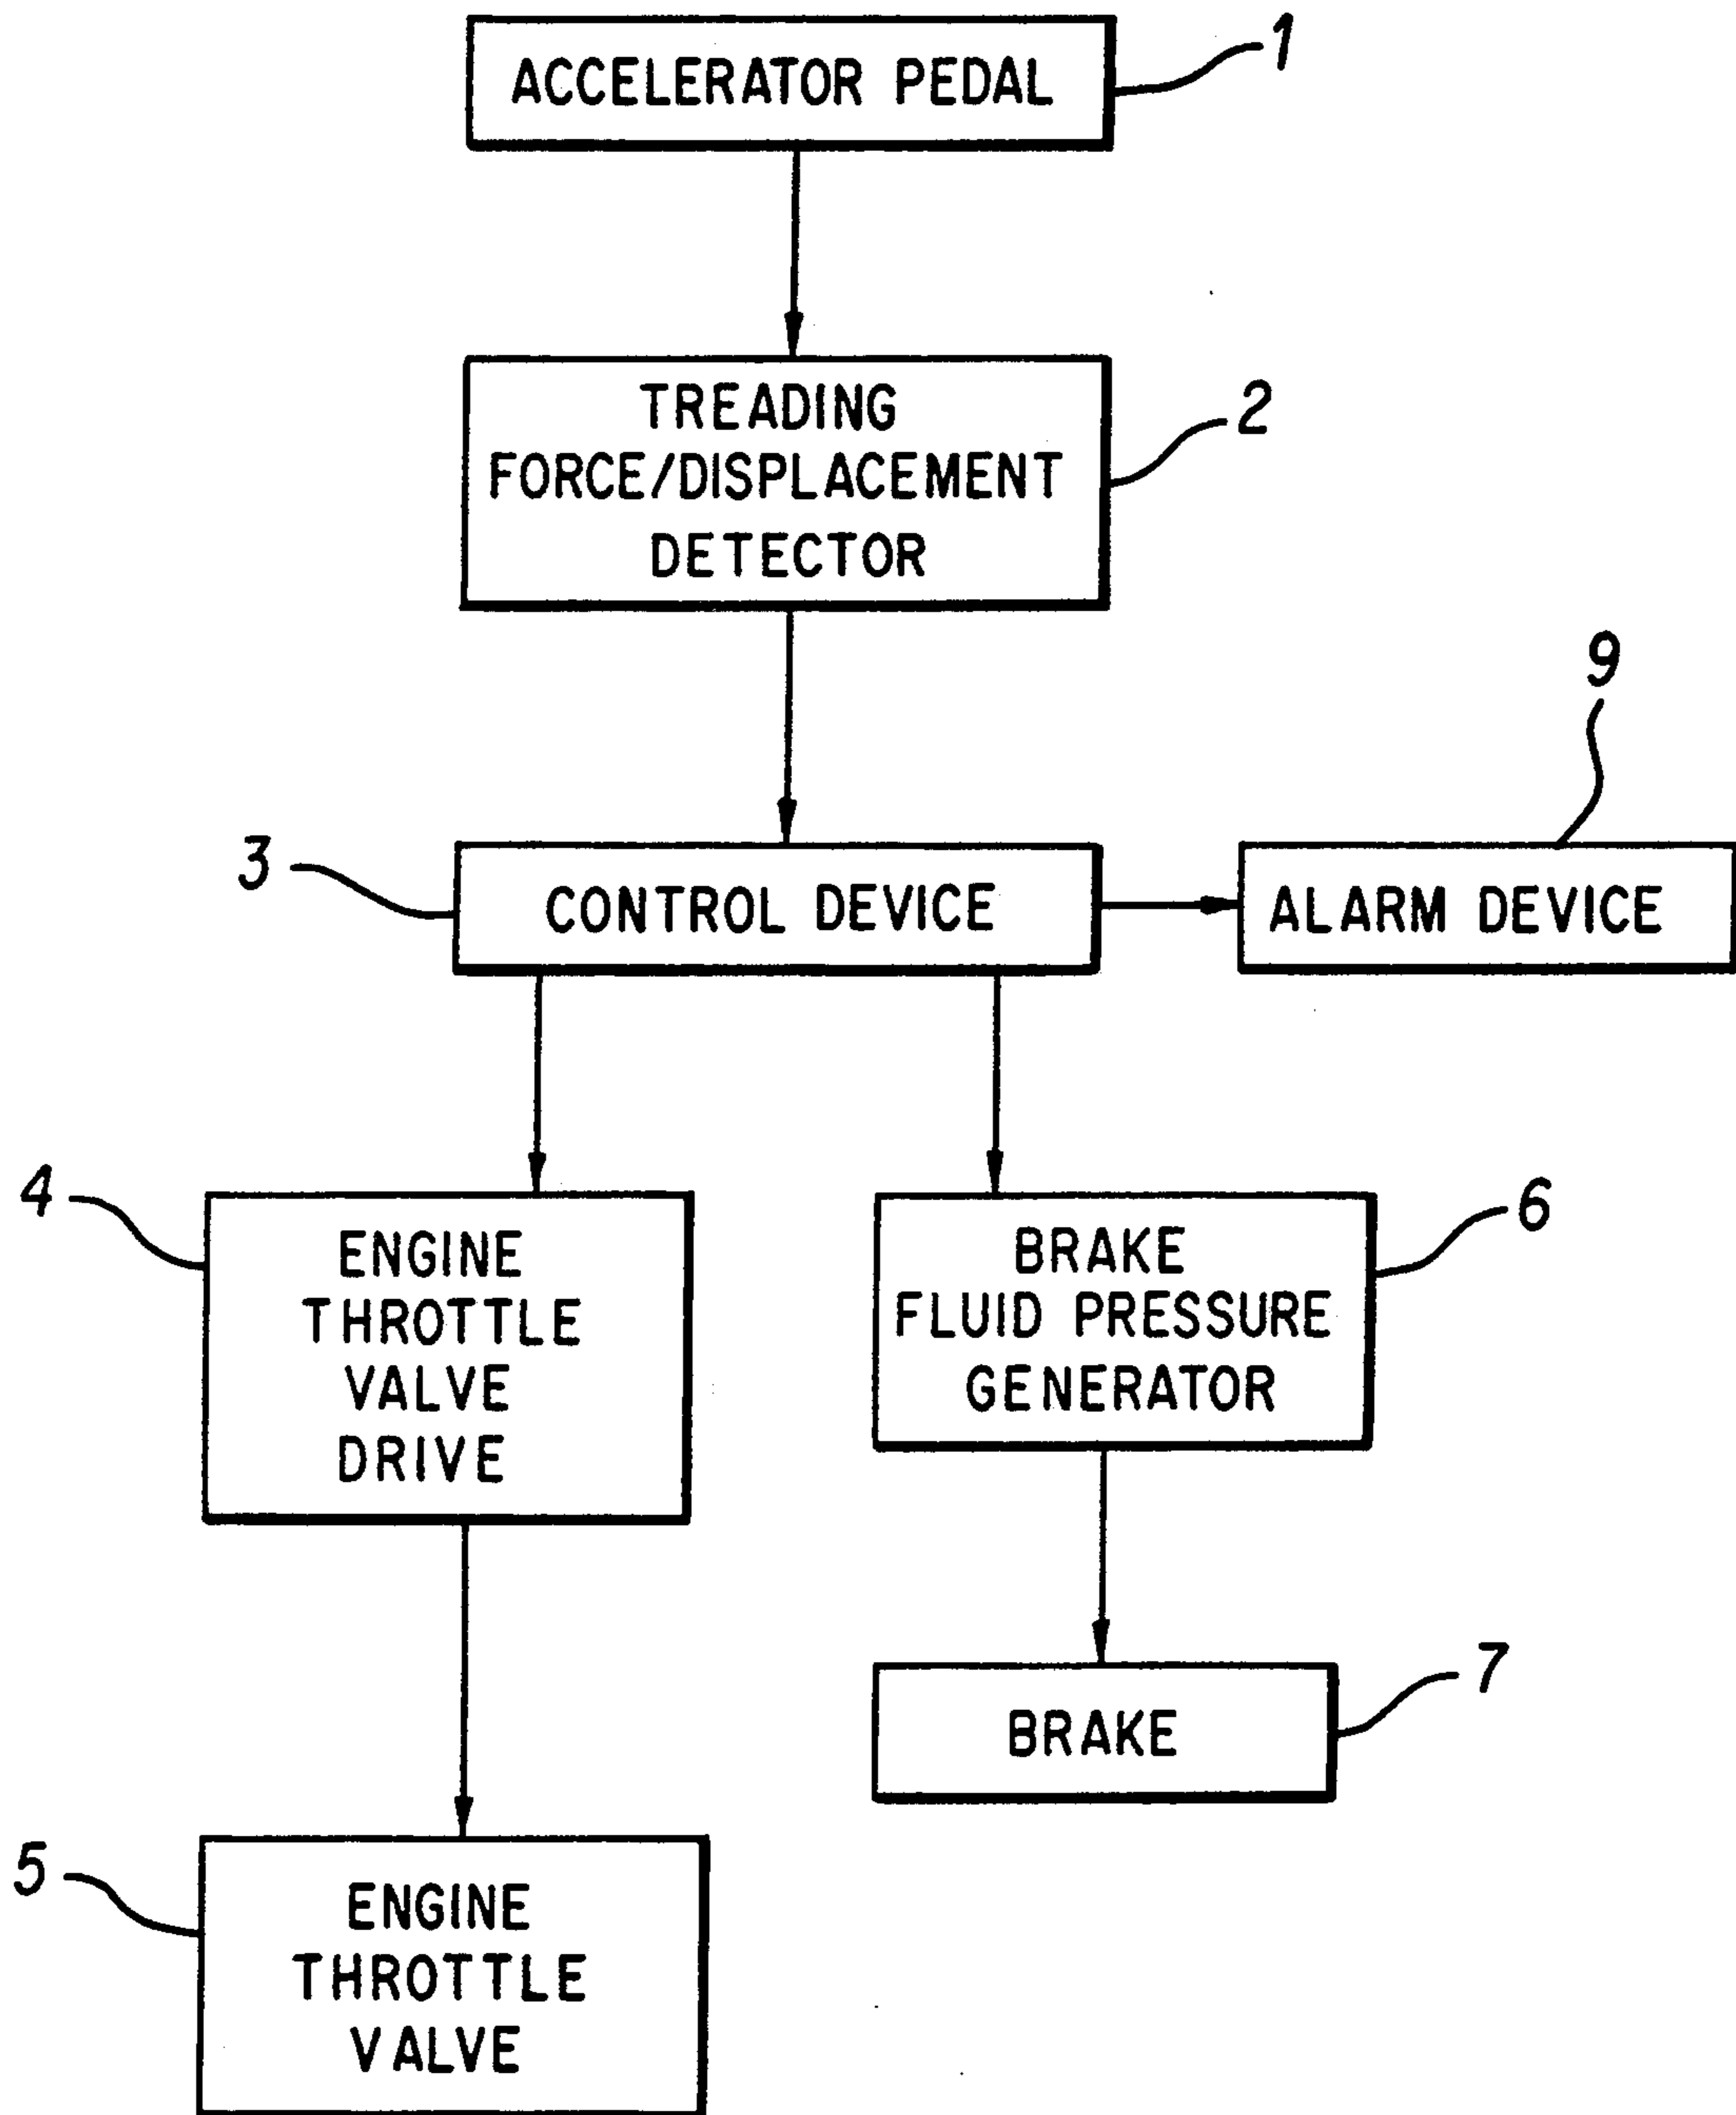 ACCELERATOR PEDAL
1
TREADING
FORCE/DISPLACEMENT
DETECTOR
2
9
3
CONTROL DEVICE
ALARM DEVICE
4
ENGINE
THROTTLE
VALVE
DRIVE
BRAKE
FLUID PRESSURE
GENERATOR
6
BRAKE
7
5
ENGINE
THROTTLE
VALVE